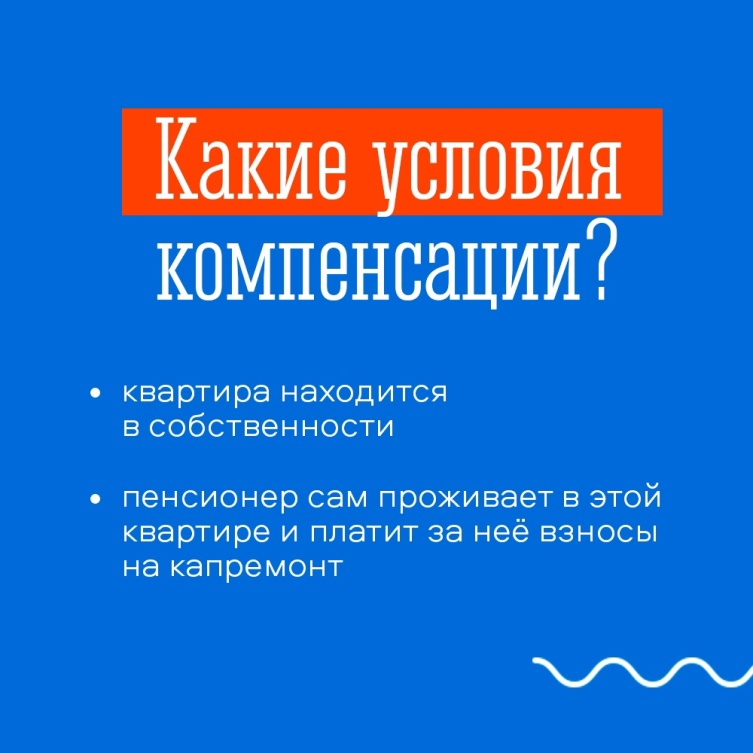 Какие условия
компенсации?
• квартира находится
в собственности
• пенсионер сам проживает в этой
квартире и платит за неё взносы
на капремонт